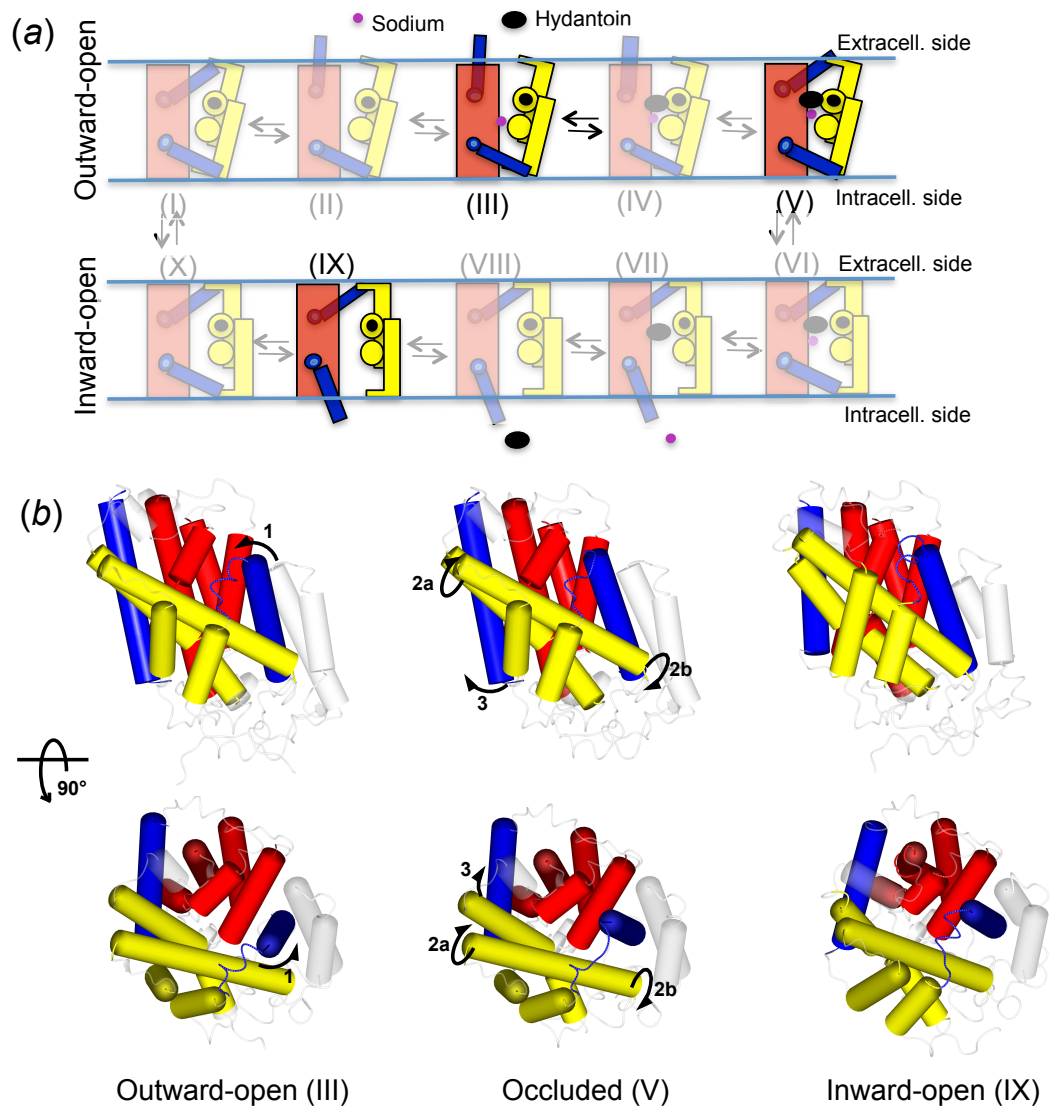 (a)
Sodium
Hydantoin
Outward-open
Extracell. side
(I)
(II)
(III)
(IV)
(V)
Intracell. side
Inward-open
(X)
(IX)
(VIII)
(VII)
(VI)
Extracell. side
Intracell. side
(b)
1
2a
2b
3
90°
1
3
2a
2b
Outward-open (III)
Occluded (V)
Inward-open (IX)